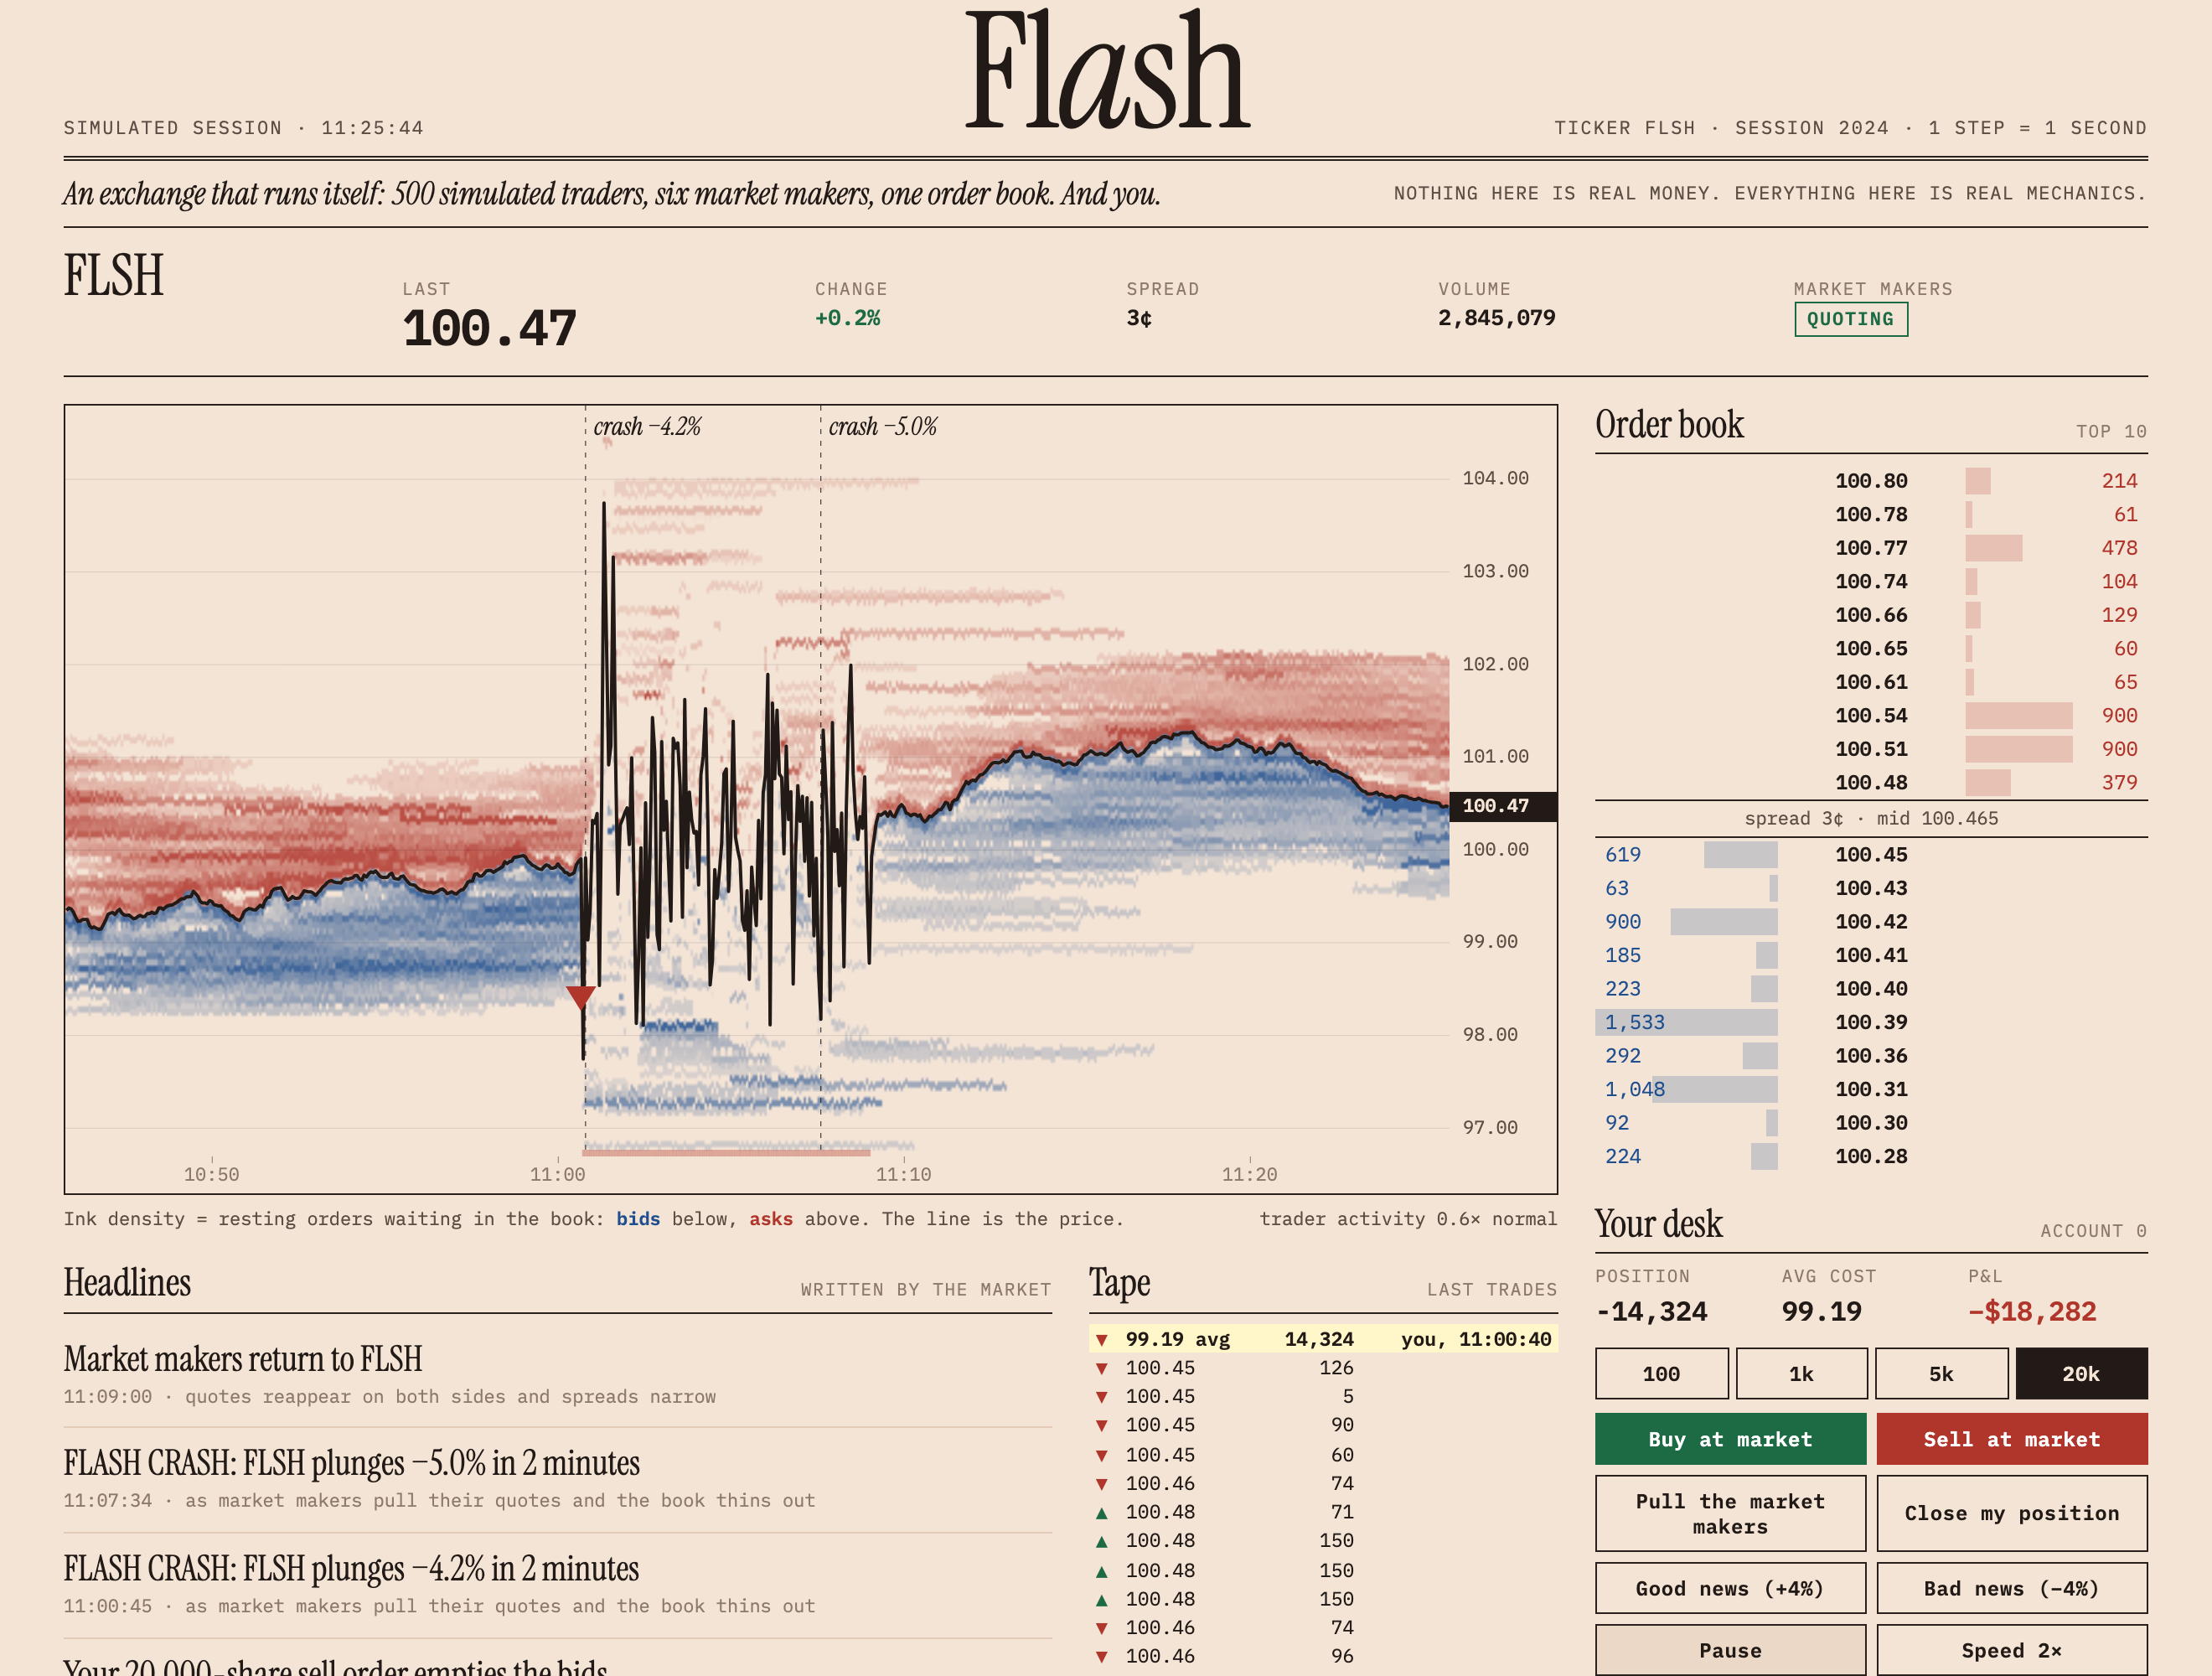 Flash
SIMULATED SESSION · 11:25:44
TICKER FLSH · SESSION 2024 · 1 STEP = 1 SECOND
An exchange that runs itself: 500 simulated traders, six market makers, one order book. And you.
NOTHING HERE IS REAL MONEY. EVERYTHING HERE IS REAL MECHANICS.
FLSH
LAST
100.47
CHANGE
+0.2%
SPREAD
3¢
VOLUME
2,845,079
MARKET MAKERS
QUOTING
crash −4.2%
crash −5.0%
104.00
103.00
102.00
101.00
100.47
100.00
99.00
98.00
97.00
10:50
11:00
11:10
11:20
Ink density = resting orders waiting in the book: bids below, asks above. The line is the price.
trader activity 0.6× normal
Order book
TOP 10
100.80 214
100.78 61
100.77 478
100.74 104
100.66 129
100.65 60
100.61 65
100.54 900
100.51 900
100.48 379
spread 3¢ · mid 100.465
619 100.45
63 100.43
900 100.42
185 100.41
223 100.40
1,533 100.39
292 100.36
1,048 100.31
92 100.30
224 100.28
Headlines
WRITTEN BY THE MARKET
Market makers return to FLSH
11:09:00 · quotes reappear on both sides and spreads narrow
FLASH CRASH: FLSH plunges −5.0% in 2 minutes
11:07:34 · as market makers pull their quotes and the book thins out
FLASH CRASH: FLSH plunges −4.2% in 2 minutes
11:00:45 · as market makers pull their quotes and the book thins out
Your 20,000-share sell order empties the bids
Tape
LAST TRADES
▼ 99.19 avg 14,324 you, 11:00:40
▼ 100.45 126
▼ 100.45 5
▼ 100.45 90
▼ 100.45 60
▼ 100.46 74
▲ 100.48 71
▲ 100.48 150
▲ 100.48 150
▲ 100.48 150
▼ 100.46 74
▼ 100.46 96
Your desk
ACCOUNT 0
POSITION
-14,324
AVG COST
99.19
P&L
−$18,282
100
1k
5k
20k
Buy at market
Sell at market
Pull the market
makers
Close my position
Good news (+4%)
Bad news (−4%)
Pause
Speed 2×